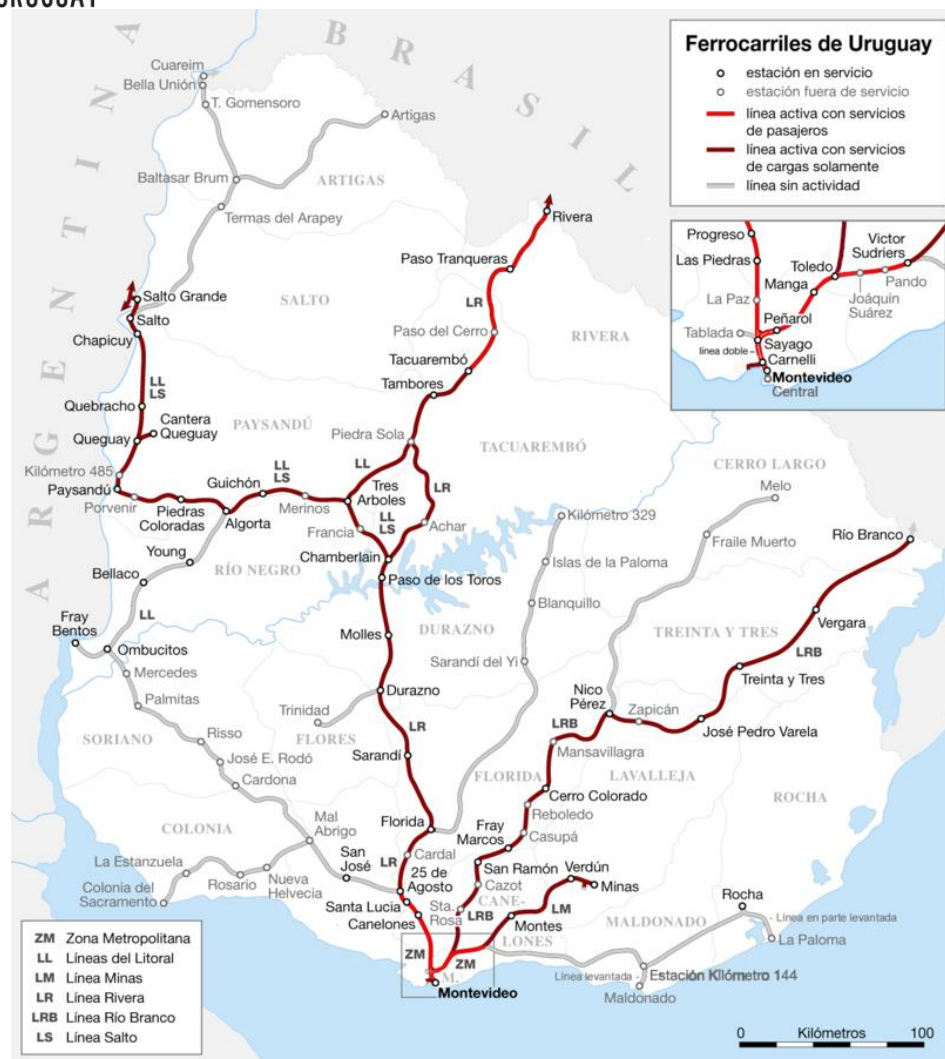 URUGUAY
BRASIL
ARGENTINA
Ferrocarriles de Uruguay
estación en servicio
estación fuera de servicio
línea activa con servicios
de pasajeros
línea activa con servicios
de cargas solamente
línea sin actividad
Progreso
Las Piedras
La Paz
Tablada
línea doble
Toledo
Manga
Peñarol
Sayago
Carnelli
Montevideo
Central
Victor
Sudriers
Pando
Joáquin
Suárez
Cuareim
Bella Unión
T. Gomensoro
Artigas
Baltasar Brum
ARTIGAS
Termas del Arapey
Rivera
Paso Tranqueras
Salto Grande
Salto
Chapicuy
SALTO
LR
Paso del Cerro
RIVERA
Tacuarembó
Tambores
LL
LS
Quebracho
Cantera
Queguay
Queguay
PAYSANDÚ
Piedra Sola
TACUAREMBÓ
Kilómetro 485
Paysandú
Porvenir
Piedras
Coloradas
Guichón
Algorta
LL
LS
Merinos
LL
Tres
Arboles
LR
Francia
LL
LS
Achar
CERRO LARGO
Melo
Kilómetro 329
Fraile Muerto
Río Branco
Young
Bellaco
RÍO NEGRO
Chamberlain
Paso de los Toros
Islas de la Paloma
Blanquillo
LL
Fray
Bentos
Ombucitos
Mercedes
Palmitas
Molles
DURAZNO
TREINTA Y TRES
Vergara
LRB
Sarandí del Yi
Treinta y Tres
Durazno
Trinidad
FLORES
LR
Nico
Pérez
Zapicán
José Pedro Varela
SORIANO
Risso
José E. Rodó
Cardona
Sarandí
LRB
Mansavillagra
FLORIDA
LAVALLEJA
ROCHA
Cerro Colorado
Reboledo
Casupá
COLONIA
Mal
Abrigo
Florida
Cardal
LR
Fray
Marcos
La Estanzuela
Colonia del
Sacramento
Rosario
Nueva
Helvecia
San
José
25 de
Agosto
San Ramón
Verdún
Minas
Cazot
Santa Lucia
Canelones
Sta.
Rosa
CANE-
LONES
LRB
LM
Montes
MALDONADO
Rocha
Línea en parte levantada
La Paloma
ZM
ZM
M.
Montevideo
Línea levantada
Estación Kilómetro 144
Maldonado
ZM Zona Metropolitana
LL Líneas del Litoral
LM Línea Minas
LR Línea Rivera
LRB Línea Río Branco
LS Línea Salto
0 Kilómetros 100